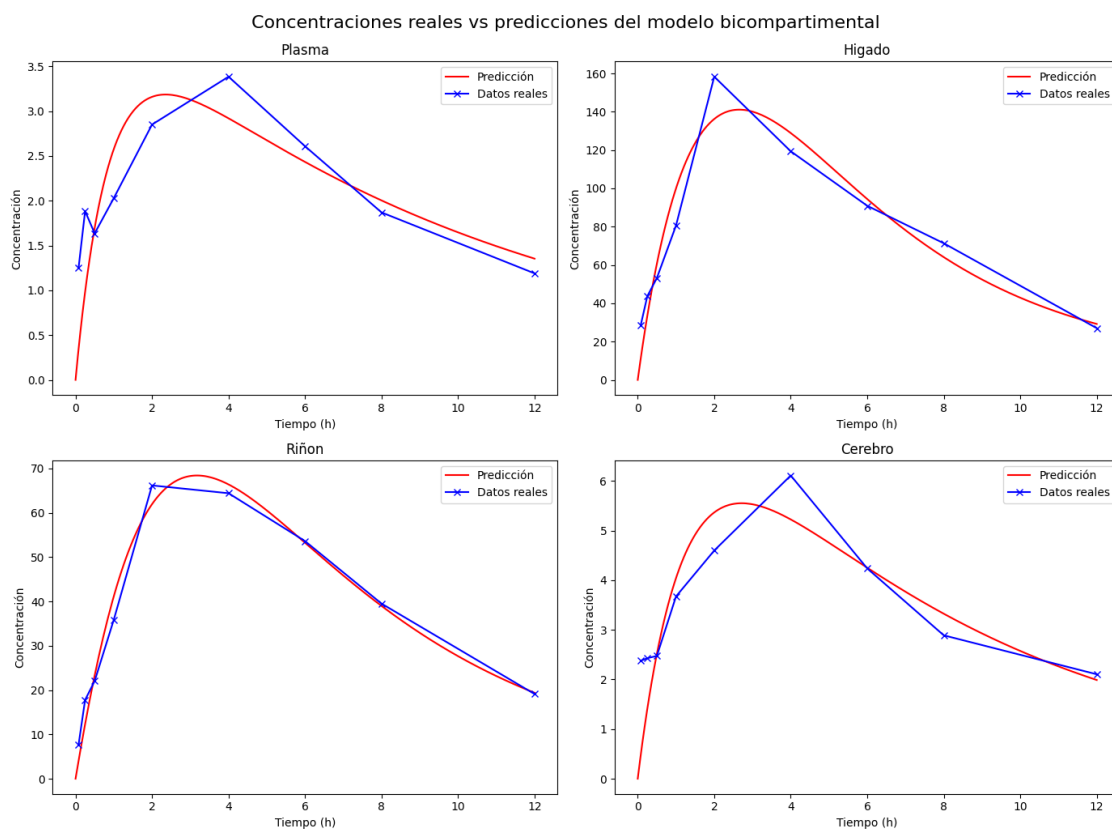 Concentraciones reales vs predicciones del modelo bicompartimental
Plasma
Concentración
3.5
3.0
2.5
2.0
1.5
1.0
0.5
0.0
0 2 4 6 8 10 12
Tiempo (h)
Predicción
Datos reales
Higado
Concentración
160
140
120
100
80
60
40
20
0
0 2 4 6 8 10 12
Tiempo (h)
Predicción
Datos reales
Riñon
Concentración
70
60
50
40
30
20
10
0
0 2 4 6 8 10 12
Tiempo (h)
Predicción
Datos reales
Cerebro
Concentración
6
5
4
3
2
1
0
0 2 4 6 8 10 12
Tiempo (h)
Predicción
Datos reales